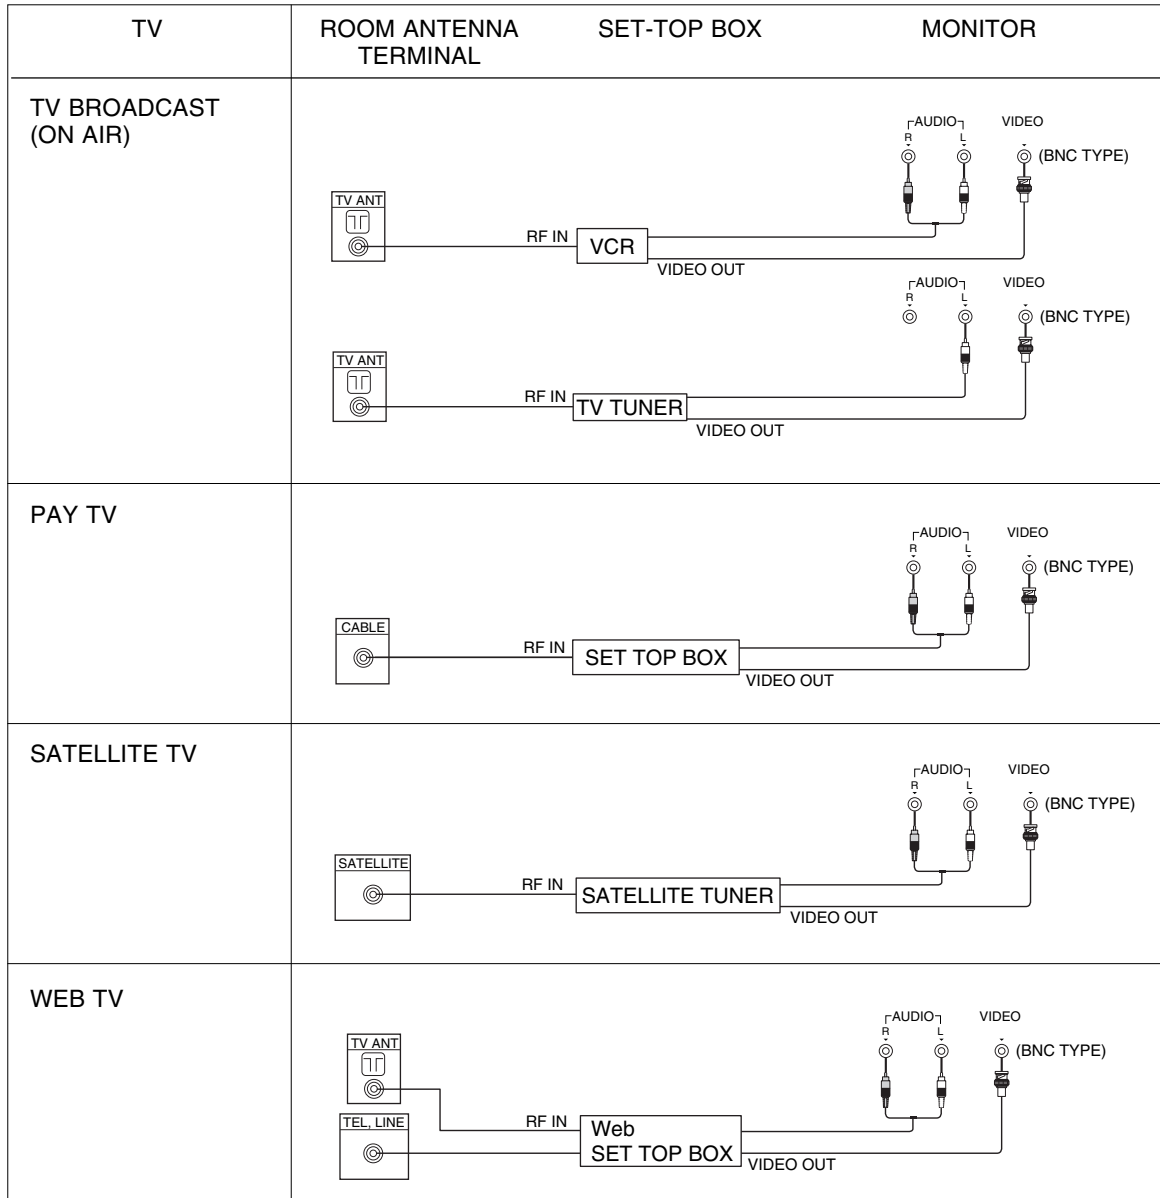 TV
ROOM ANTENNA
TERMINAL
SET-TOP BOX
MONITOR
TV BROADCAST
(ON AIR)
AUDIO
R
L
VIDEO
(BNC TYPE)
TV ANT
RF IN
VCR
VIDEO OUT
AUDIO
R
L
VIDEO
(BNC TYPE)
TV ANT
RF IN
TV TUNER
VIDEO OUT
PAY TV
AUDIO
R
L
VIDEO
(BNC TYPE)
CABLE
RF IN
SET TOP BOX
VIDEO OUT
SATELLITE TV
AUDIO
R
L
VIDEO
(BNC TYPE)
SATELLITE
RF IN
SATELLITE TUNER
VIDEO OUT
WEB TV
AUDIO
R
L
VIDEO
(BNC TYPE)
TV ANT
TEL, LINE
RF IN
Web
SET TOP BOX
VIDEO OUT